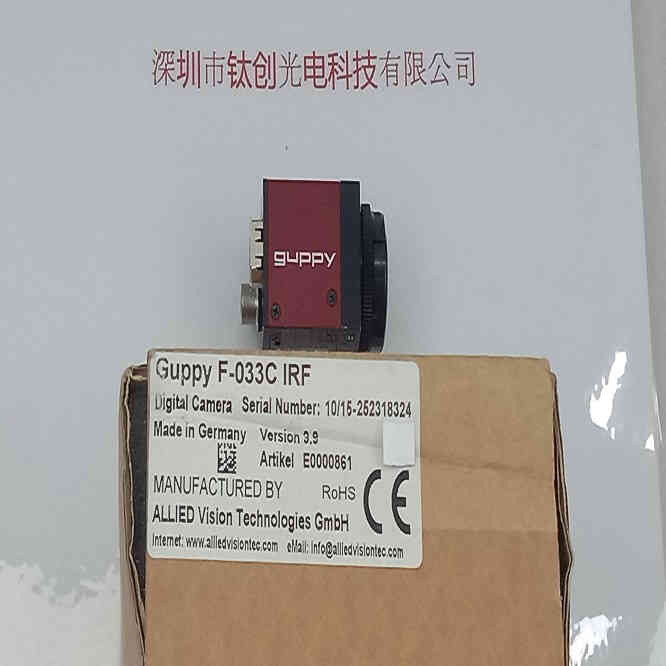 深圳市钛创光电科技有限公司
guppy
Guppy F-033C IRF
Digital Camera Serial Number: 10/15-252318324
Made in Germany Version 3.9
Artikel E0000861
MANUFACTURED BY RoHS CE
ALLIED Vision Technologies GmbH
Internet: www.alliedvisiontec.com eMail: info@alliedvisiontec.com